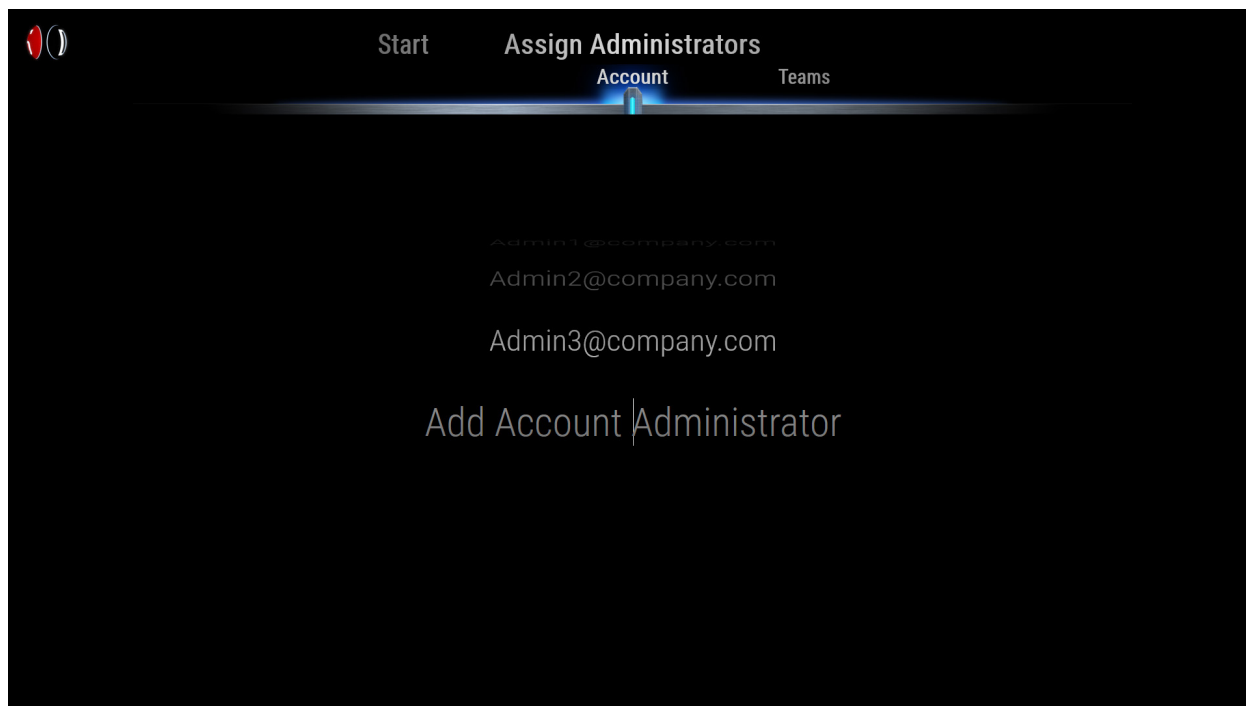 Start Assign Administrators
Account Teams
Admin1@company.com
Admin2@company.com
Admin3@company.com
Add Account Administrator